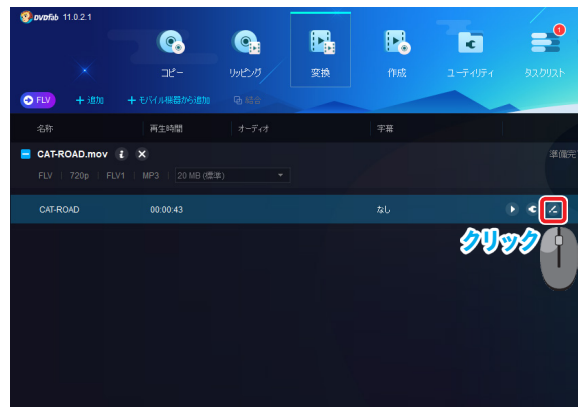 DVDFab 11.0.2.1
コピー
リッピング
変換
作成
ユーティリティ
1
タスクリスト
FLV
+ 追加
+ モバイル機器から追加
結合
名称 再生時間 オーディオ 字幕
CAT-ROAD.mov i
準備完
FLV | 720p | FLV1 | MP3 | 20 MB (標準)
CAT-ROAD 00:00:43 なし
クリック